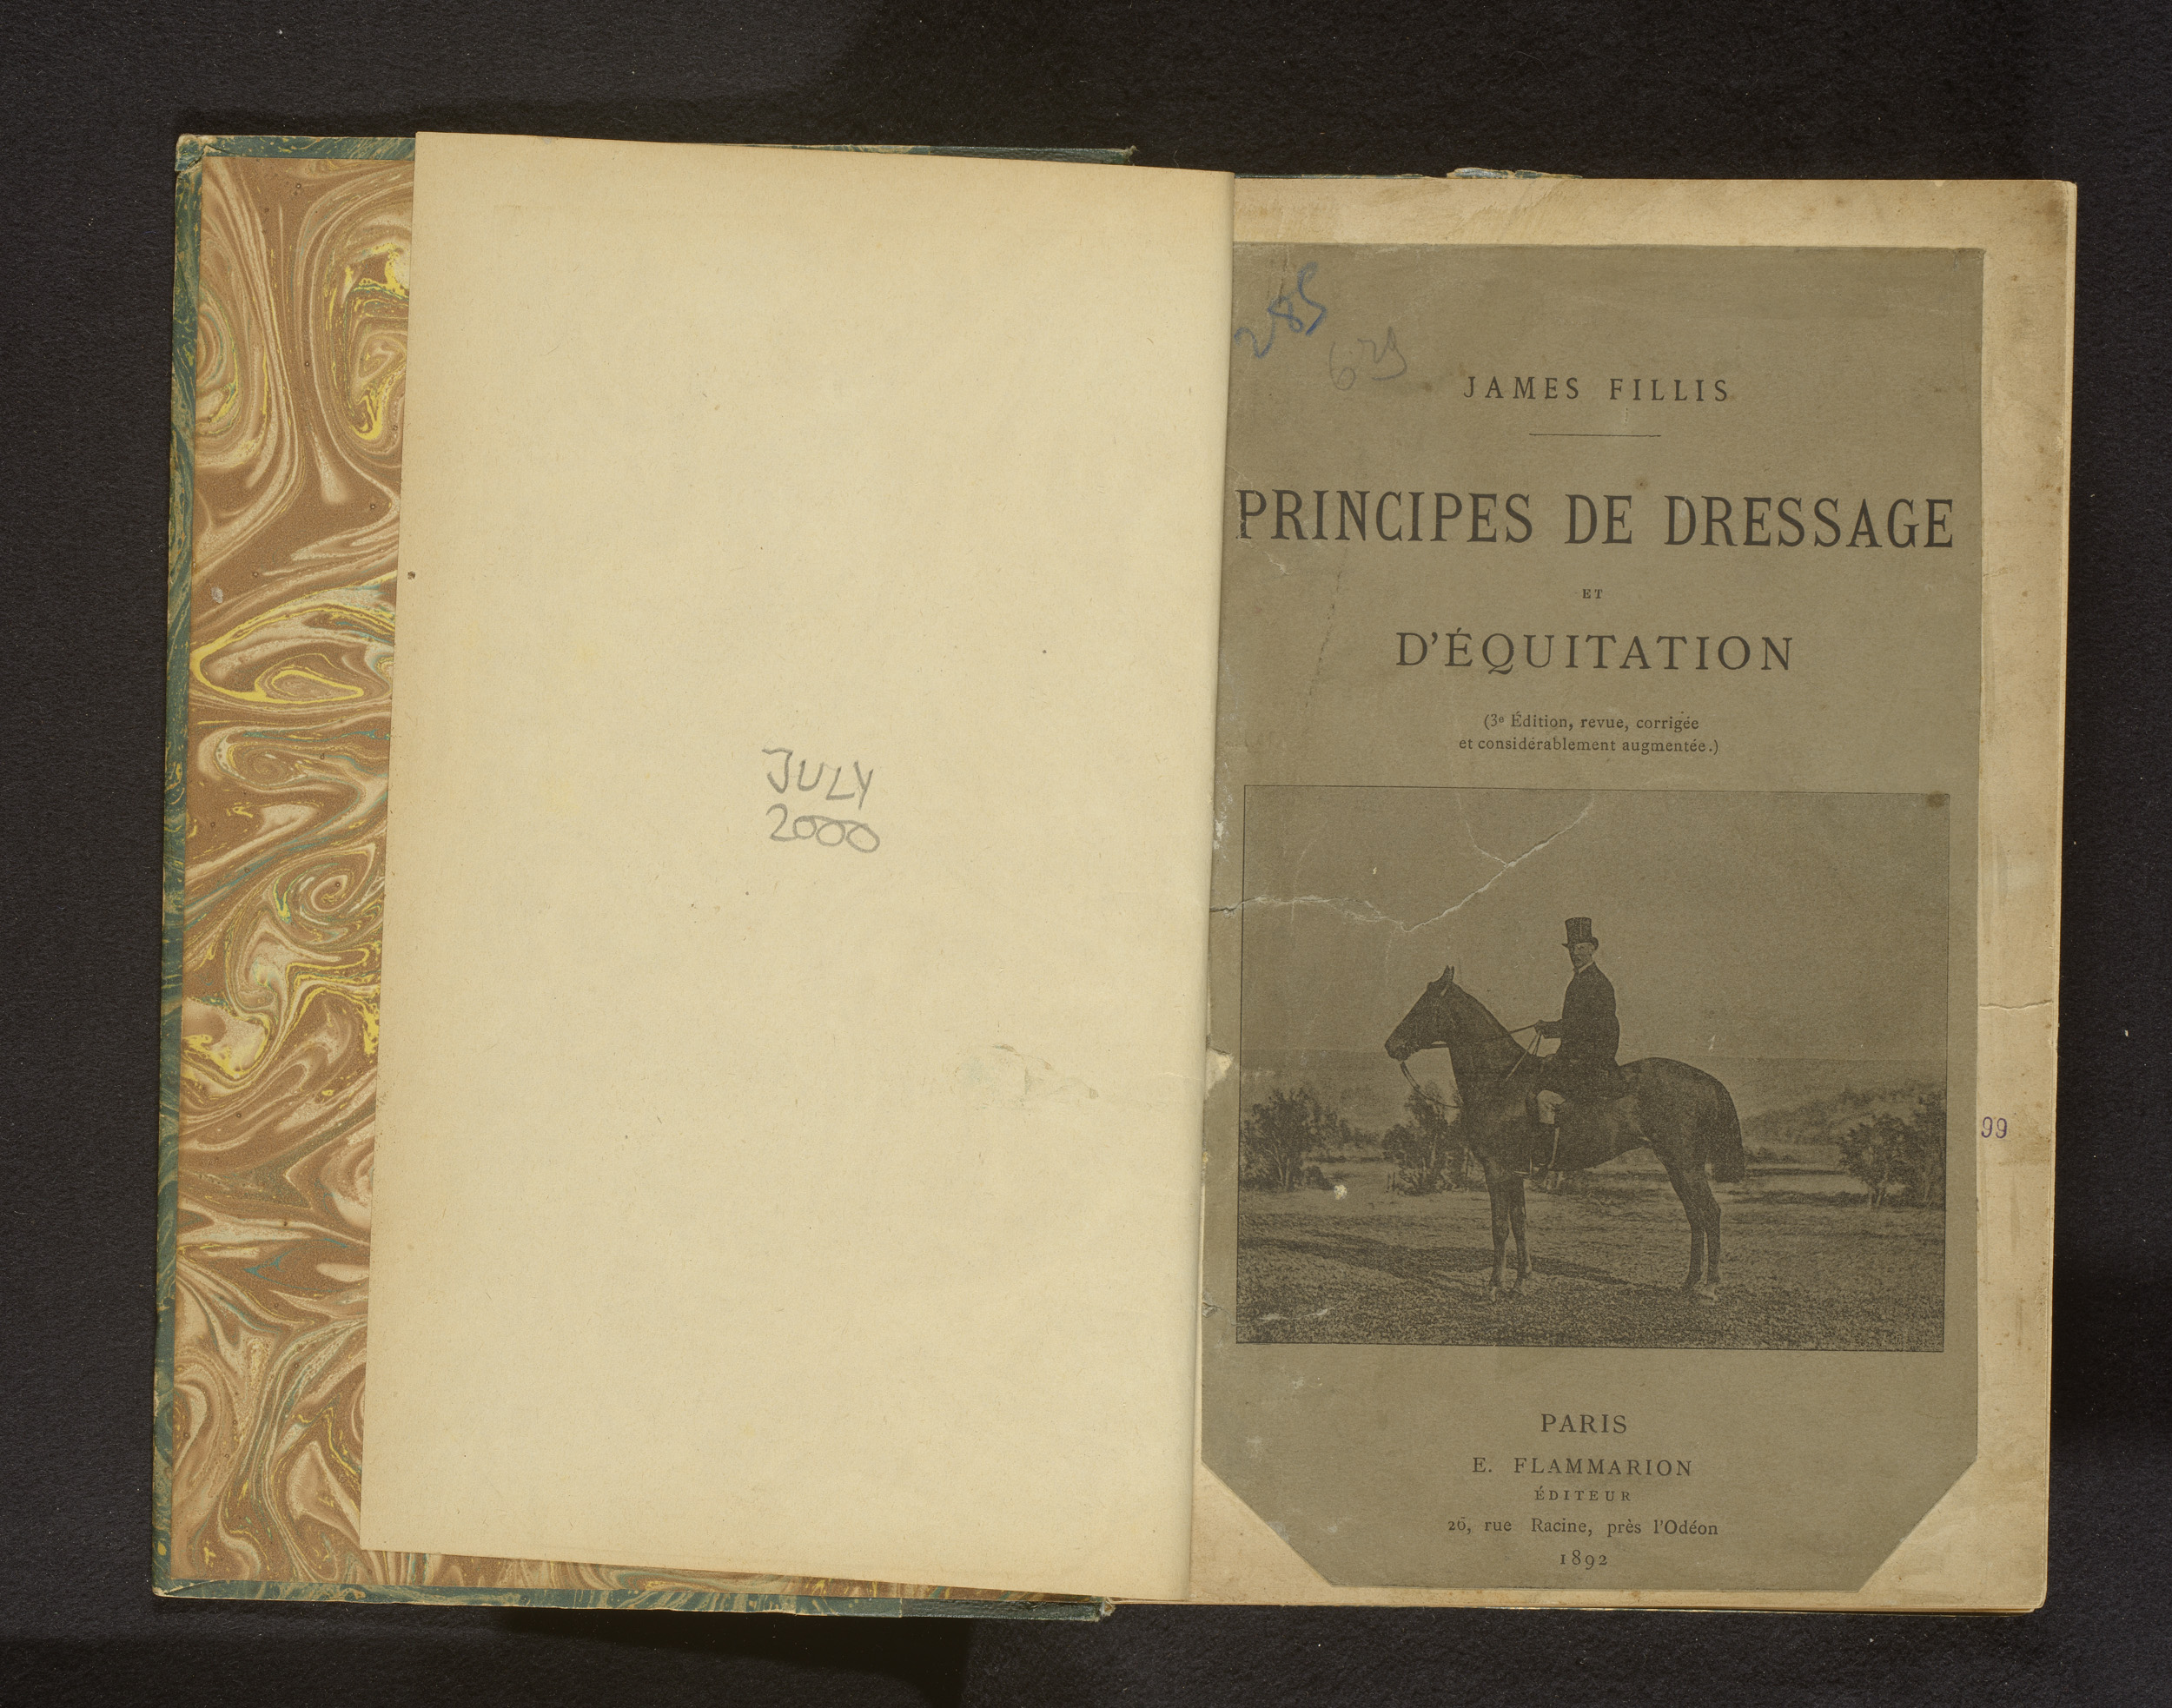 JULY
2000
285
JAMES FILLIS
PRINCIPES DE DRESSAGE
ET
D'ÉQUITATION
(3e Édition, revue, corrigée
et considérablement augmentée.)
99
PARIS
E. FLAMMARION
ÉDITEUR
26, rue Racine, près l'Odéon
1892